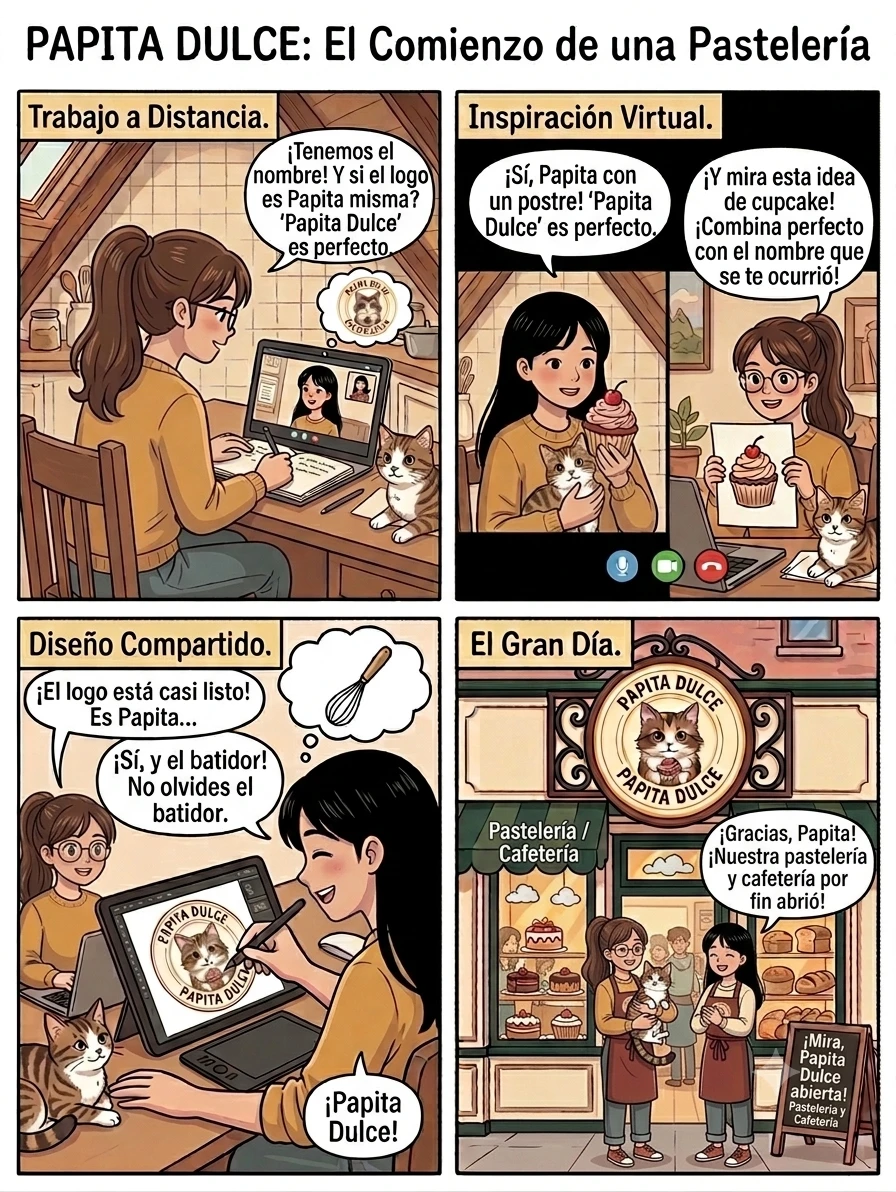 PAPITA DULCE: El Comienzo de una Pastelería
Trabajo a Distancia.
¡Tenemos el
nombre! Y si el logo
es Papita misma?
‘Papita Dulce’
es perfecto.
Inspiración Virtual.
¡Sí, Papita con
un postre! ‘Papita
Dulce’ es perfecto.
¡Y mira esta idea
de cupcake!
¡Combina perfecto
con el nombre que
se te ocurrió!
Diseño Compartido.
¡El logo está casi listo!
Es Papita...
¡Sí, y el batidor!
No olvides el
batidor.
PAPITA DULCE
PAPITA DULCE
¡Papita
Dulce!
El Gran Día.
PAPITA DULCE
PAPITA DULCE
Pastelería /
Cafetería
¡Gracias, Papita!
¡Nuestra pastelería
y cafetería por
fin abrió!
¡Mira,
Papita
Dulce
abierta!
Pastelería y
Cafetería